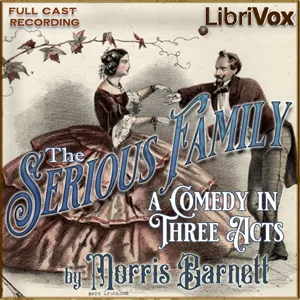 FULL CAST
RECORDING
LibriVox
The
SERIOUS FAMILY
A COMEDY IN
THREE ACTS
by Morris Barnett